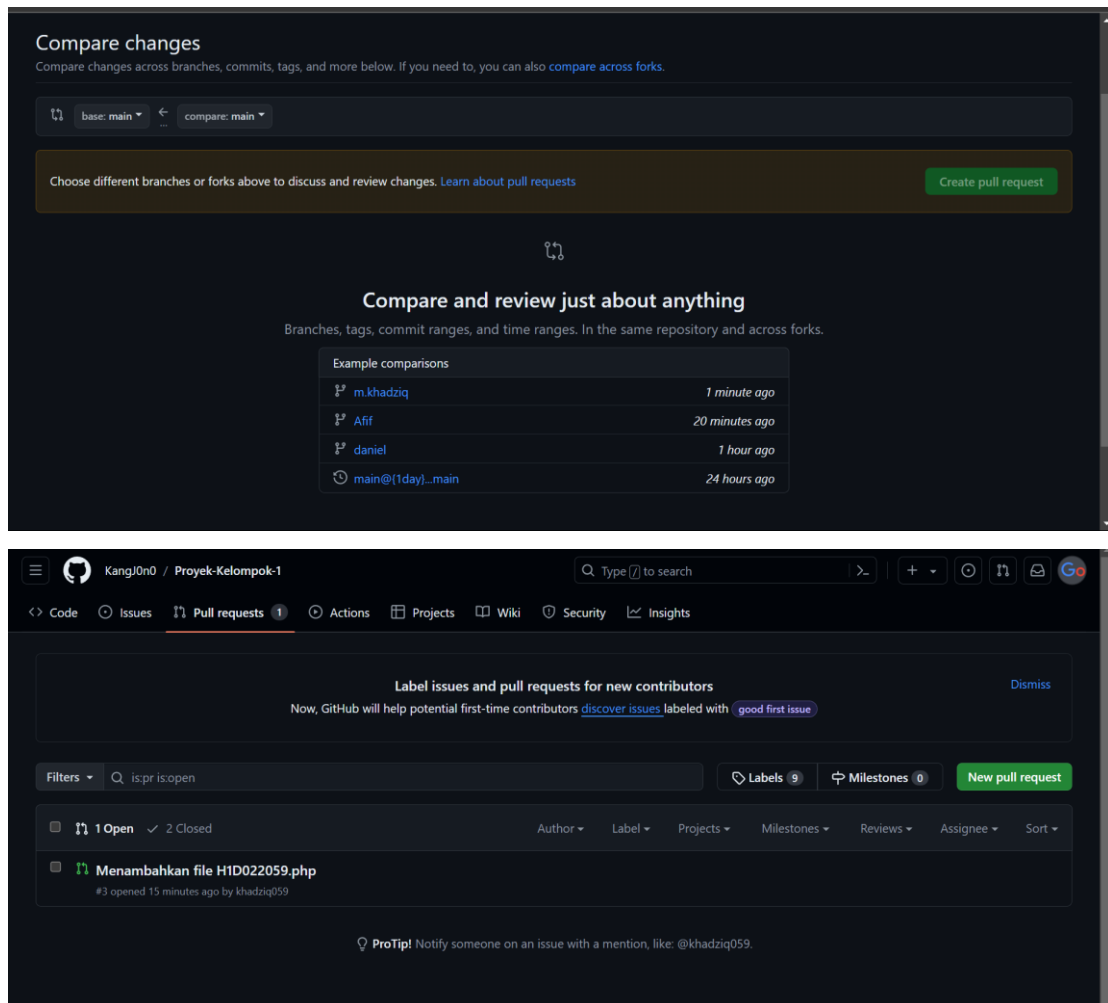 Compare changes
Compare changes across branches, commits, tags, and more below. If you need to, you can also compare across forks.
base: main ... compare: main
Choose different branches or forks above to discuss and review changes. Learn about pull requests Create pull request
Compare and review just about anything
Branches, tags, commit ranges, and time ranges. In the same repository and across forks.
Example comparisons
m.khadziq 1 minute ago
Afif 20 minutes ago
daniel 1 hour ago
main@{1day}...main 24 hours ago
KangJ0n0 / Proyek-Kelompok-1 Type / to search Go
Code Issues Pull requests 1 Actions Projects Wiki Security Insights
Label issues and pull requests for new contributors Dismiss
Now, GitHub will help potential first-time contributors discover issues labeled with good first issue
Filters is:pr is:open Labels 9 Milestones 0 New pull request
1 Open 2 Closed Author Label Projects Milestones Reviews Assignee Sort
Menambahkan file H1D022059.php
#3 opened 15 minutes ago by khadziq059
ProTip! Notify someone on an issue with a mention, like: @khadziq059.